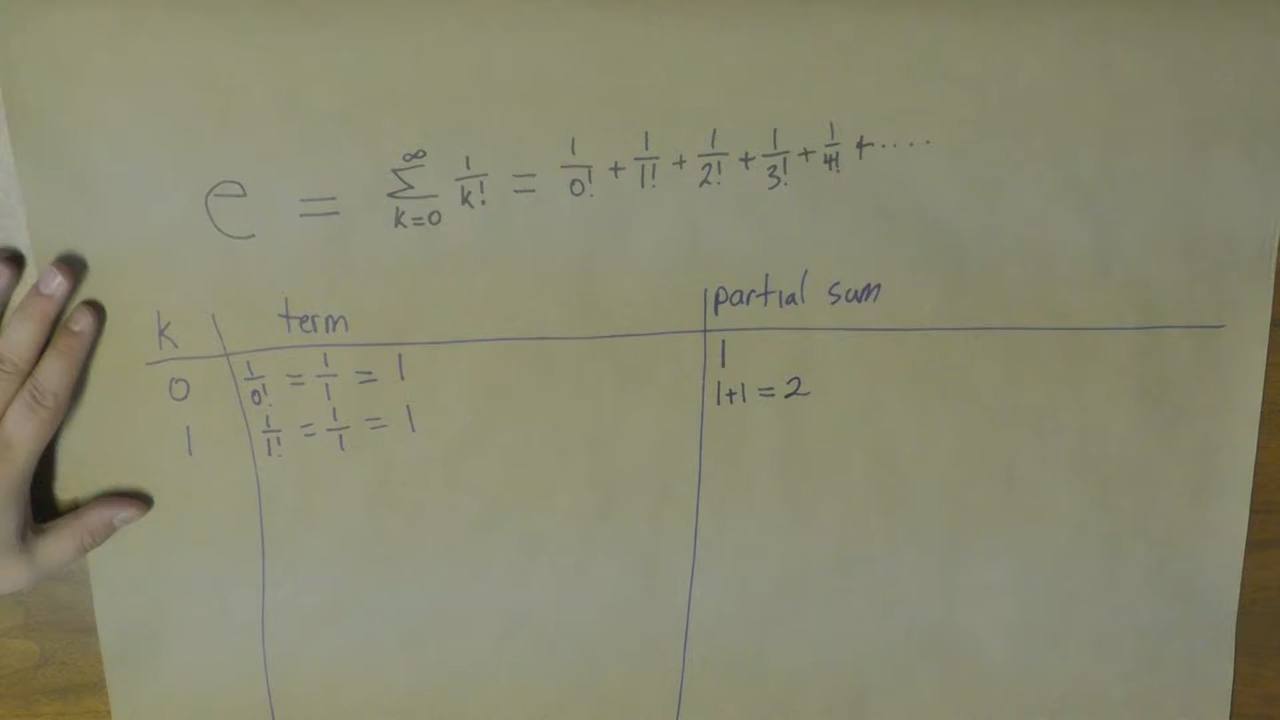 e = ∑_{k=0}^{∞} 1/k! = 1/0! + 1/1! + 1/2! + 1/3! + 1/4! + ....
k term partial sum
0 1/0! = 1/1 = 1 1
1 1/1! = 1/1 = 1 1+1=2